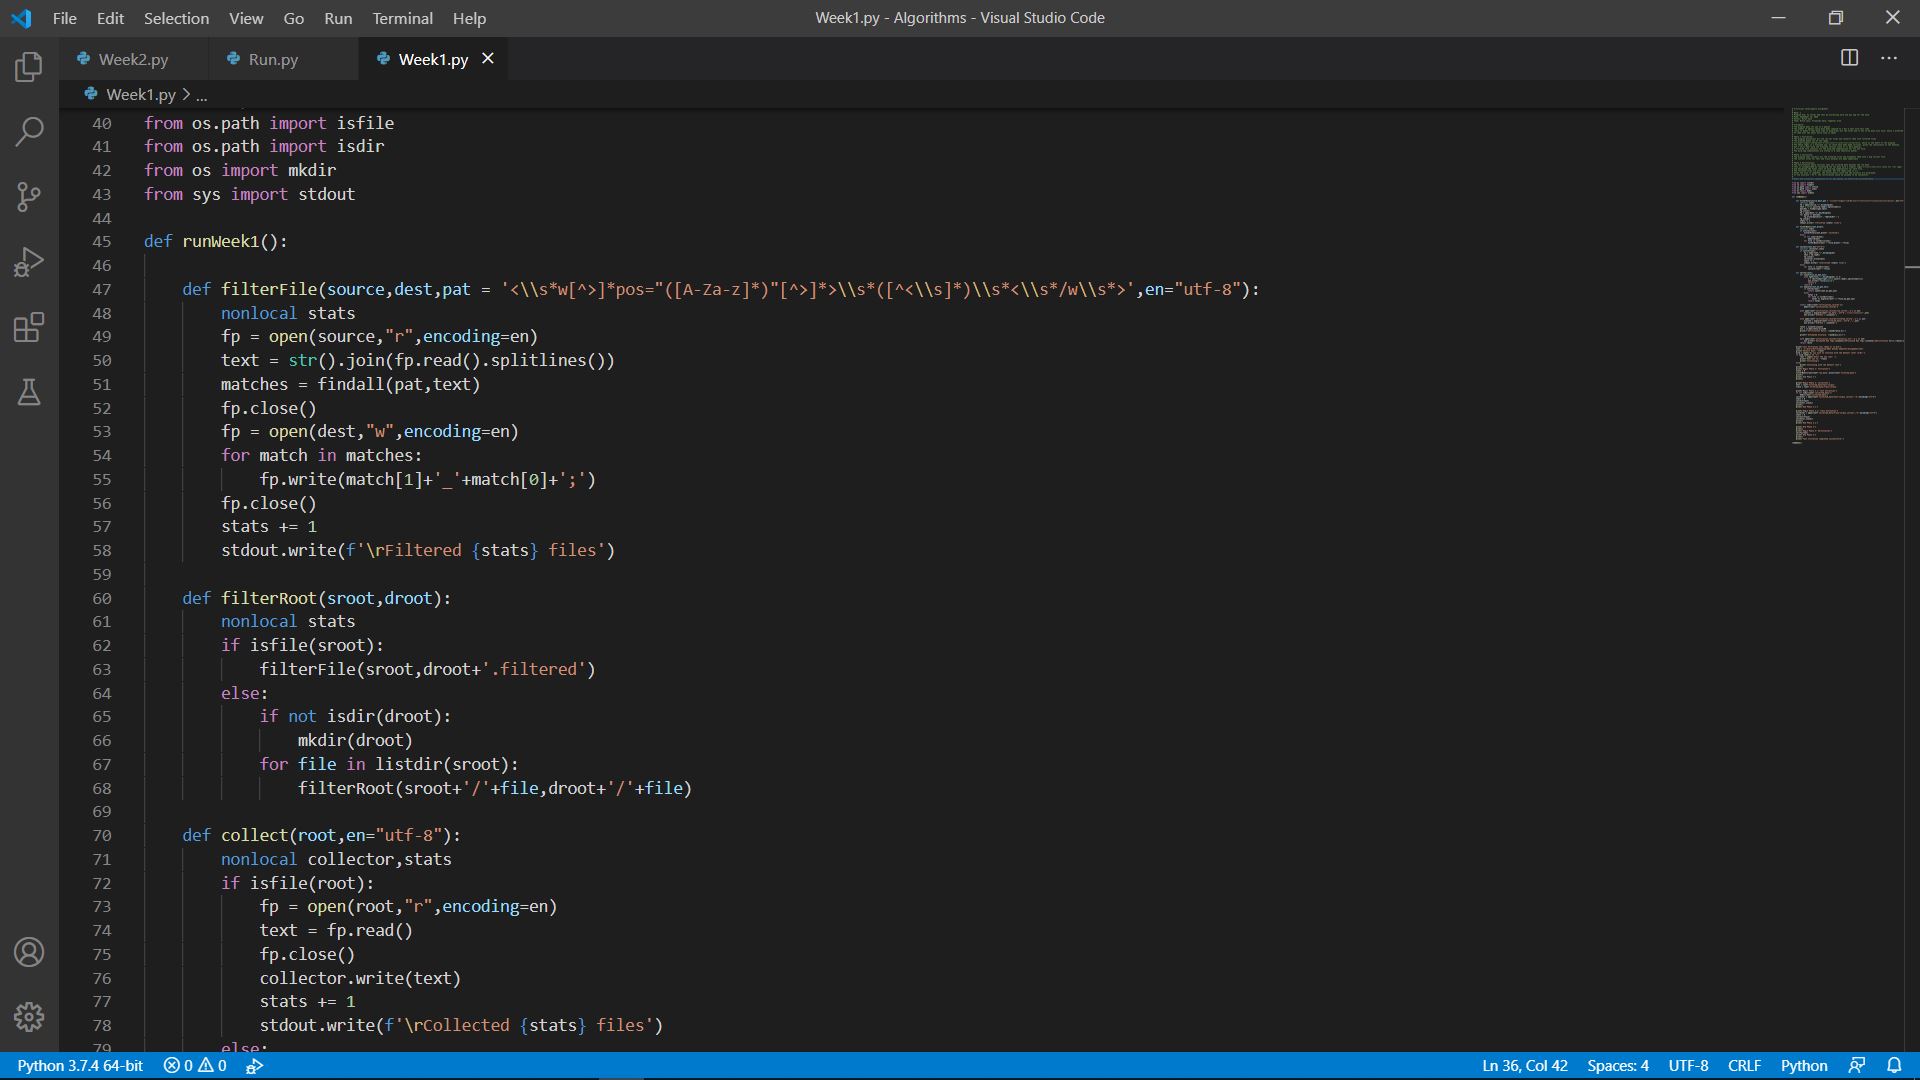 File Edit Selection View Go Run Terminal Help
Week1.py - Algorithms - Visual Studio Code
Week2.py Run.py Week1.py
Week1.py > ...
40 from os.path import isfile
41 from os.path import isdir
42 from os import mkdir
43 from sys import stdout
44
45 def runWeek1():
46
47     def filterFile(source,dest,pat = '<\\s*w[^>]*pos="([A-Za-z]*)"[^>]*>\\s*([^<\\s]*)\\s*<\\s*/w\\s*>',en="utf-8"):
48         nonlocal stats
49         fp = open(source,"r",encoding=en)
50         text = str().join(fp.read().splitlines())
51         matches = findall(pat,text)
52         fp.close()
53         fp = open(dest,"w",encoding=en)
54         for match in matches:
55             fp.write(match[1]+'_'+match[0]+';')
56         fp.close()
57         stats += 1
58         stdout.write(f'\rFiltered {stats} files')
59
60     def filterRoot(sroot,droot):
61         nonlocal stats
62         if isfile(sroot):
63             filterFile(sroot,droot+'.filtered')
64         else:
65             if not isdir(droot):
66                 mkdir(droot)
67             for file in listdir(sroot):
68                 filterRoot(sroot+'/'+file,droot+'/'+file)
69
70     def collect(root,en="utf-8"):
71         nonlocal collector,stats
72         if isfile(root):
73             fp = open(root,"r",encoding=en)
74             text = fp.read()
75             fp.close()
76             collector.write(text)
77             stats += 1
78             stdout.write(f'\rCollected {stats} files')
79         else:
Python 3.7.4 64-bit 0 0 Ln 36, Col 42 Spaces: 4 UTF-8 CRLF Python